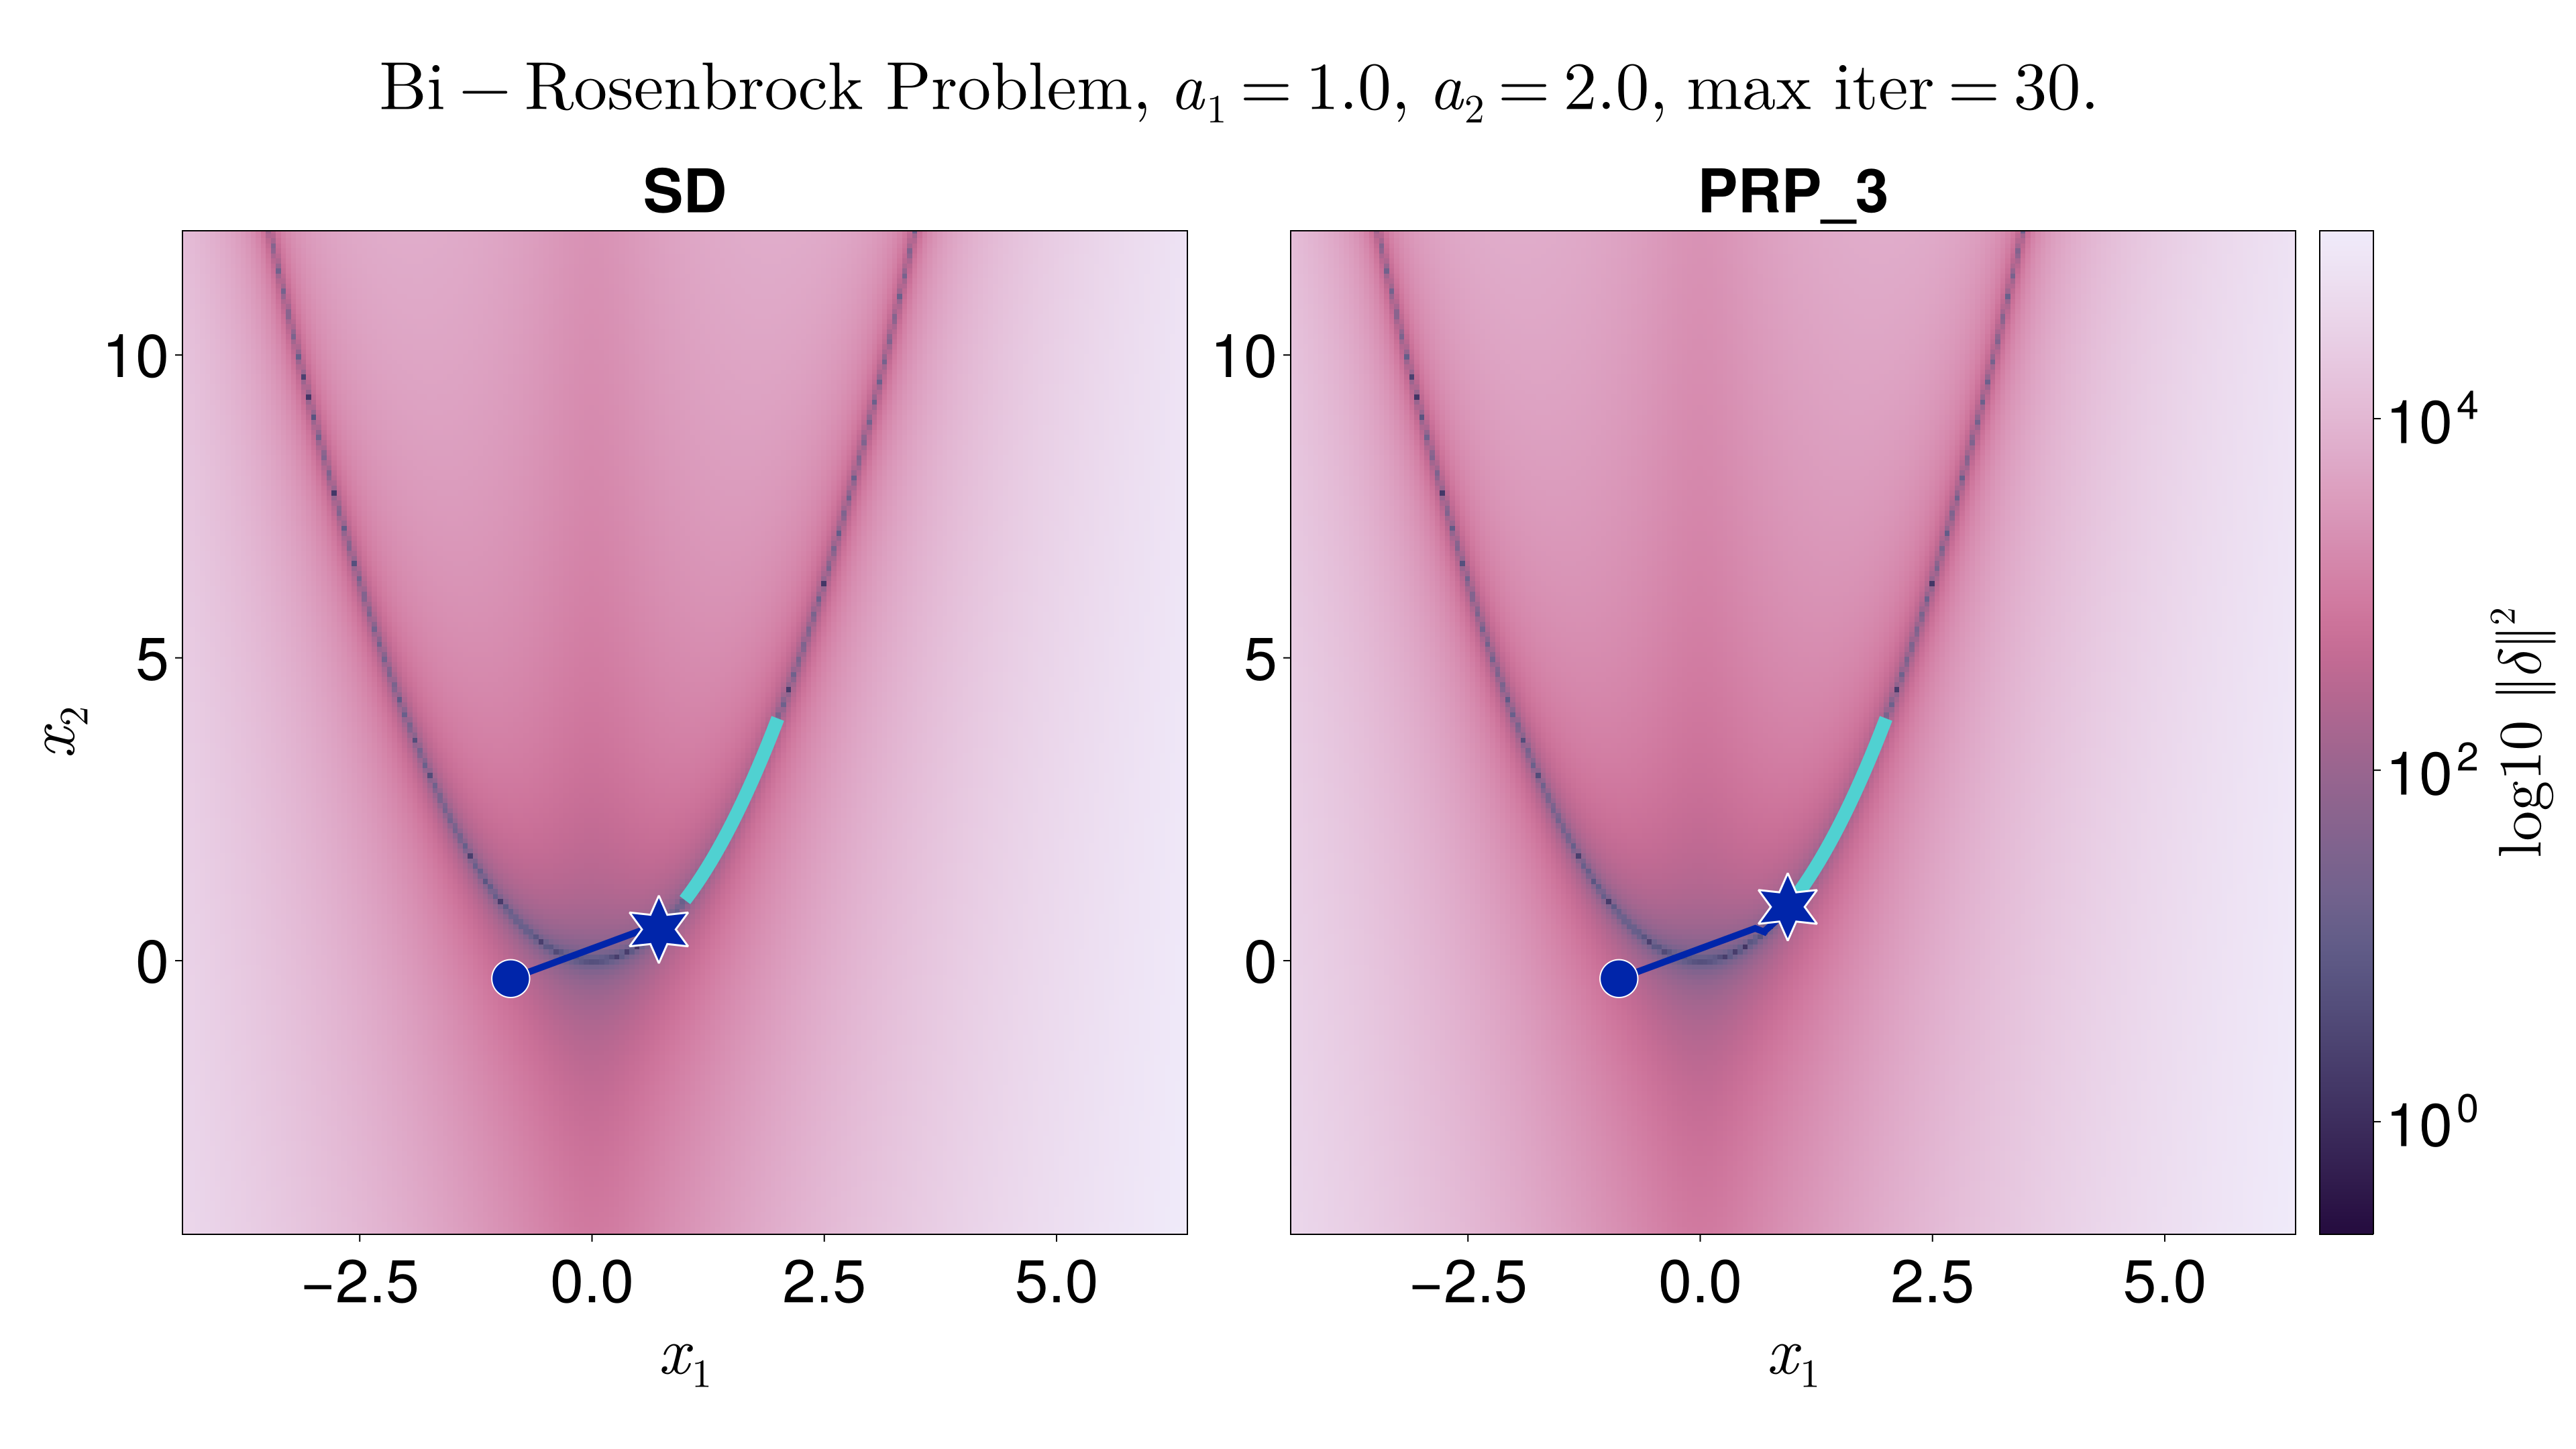 Bi − Rosenbrock Problem, a₁ = 1.0, a₂ = 2.0, max iter = 30.
SD
PRP_3
x₂
10
5
0
−2.5
0.0
2.5
5.0
x₁
10
5
0
−2.5
0.0
2.5
5.0
x₁
10⁴
10²
10⁰
log10 ‖δ‖²